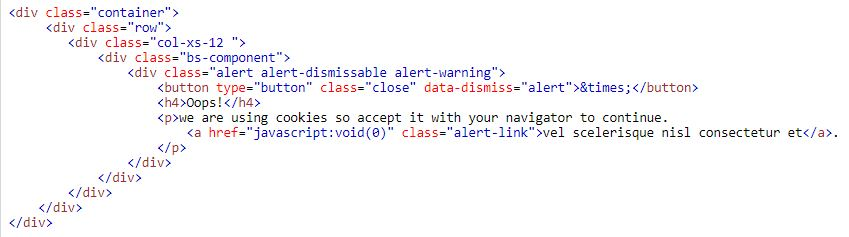 <div class="container">
<div class="row">
<div class="col-xs-12 ">
<div class="bs-component">
<div class="alert alert-dismissable alert-warning">
<button type="button" class="close" data-dismiss="alert">&times;</button>
<h4>Oops!</h4>
<p>we are using cookies so accept it with your navigator to continue.
<a href="javascript:void(0)" class="alert-link">vel scelerisque nisl consectetur et</a>.
</p>
</div>
</div>
</div>
</div>
</div>